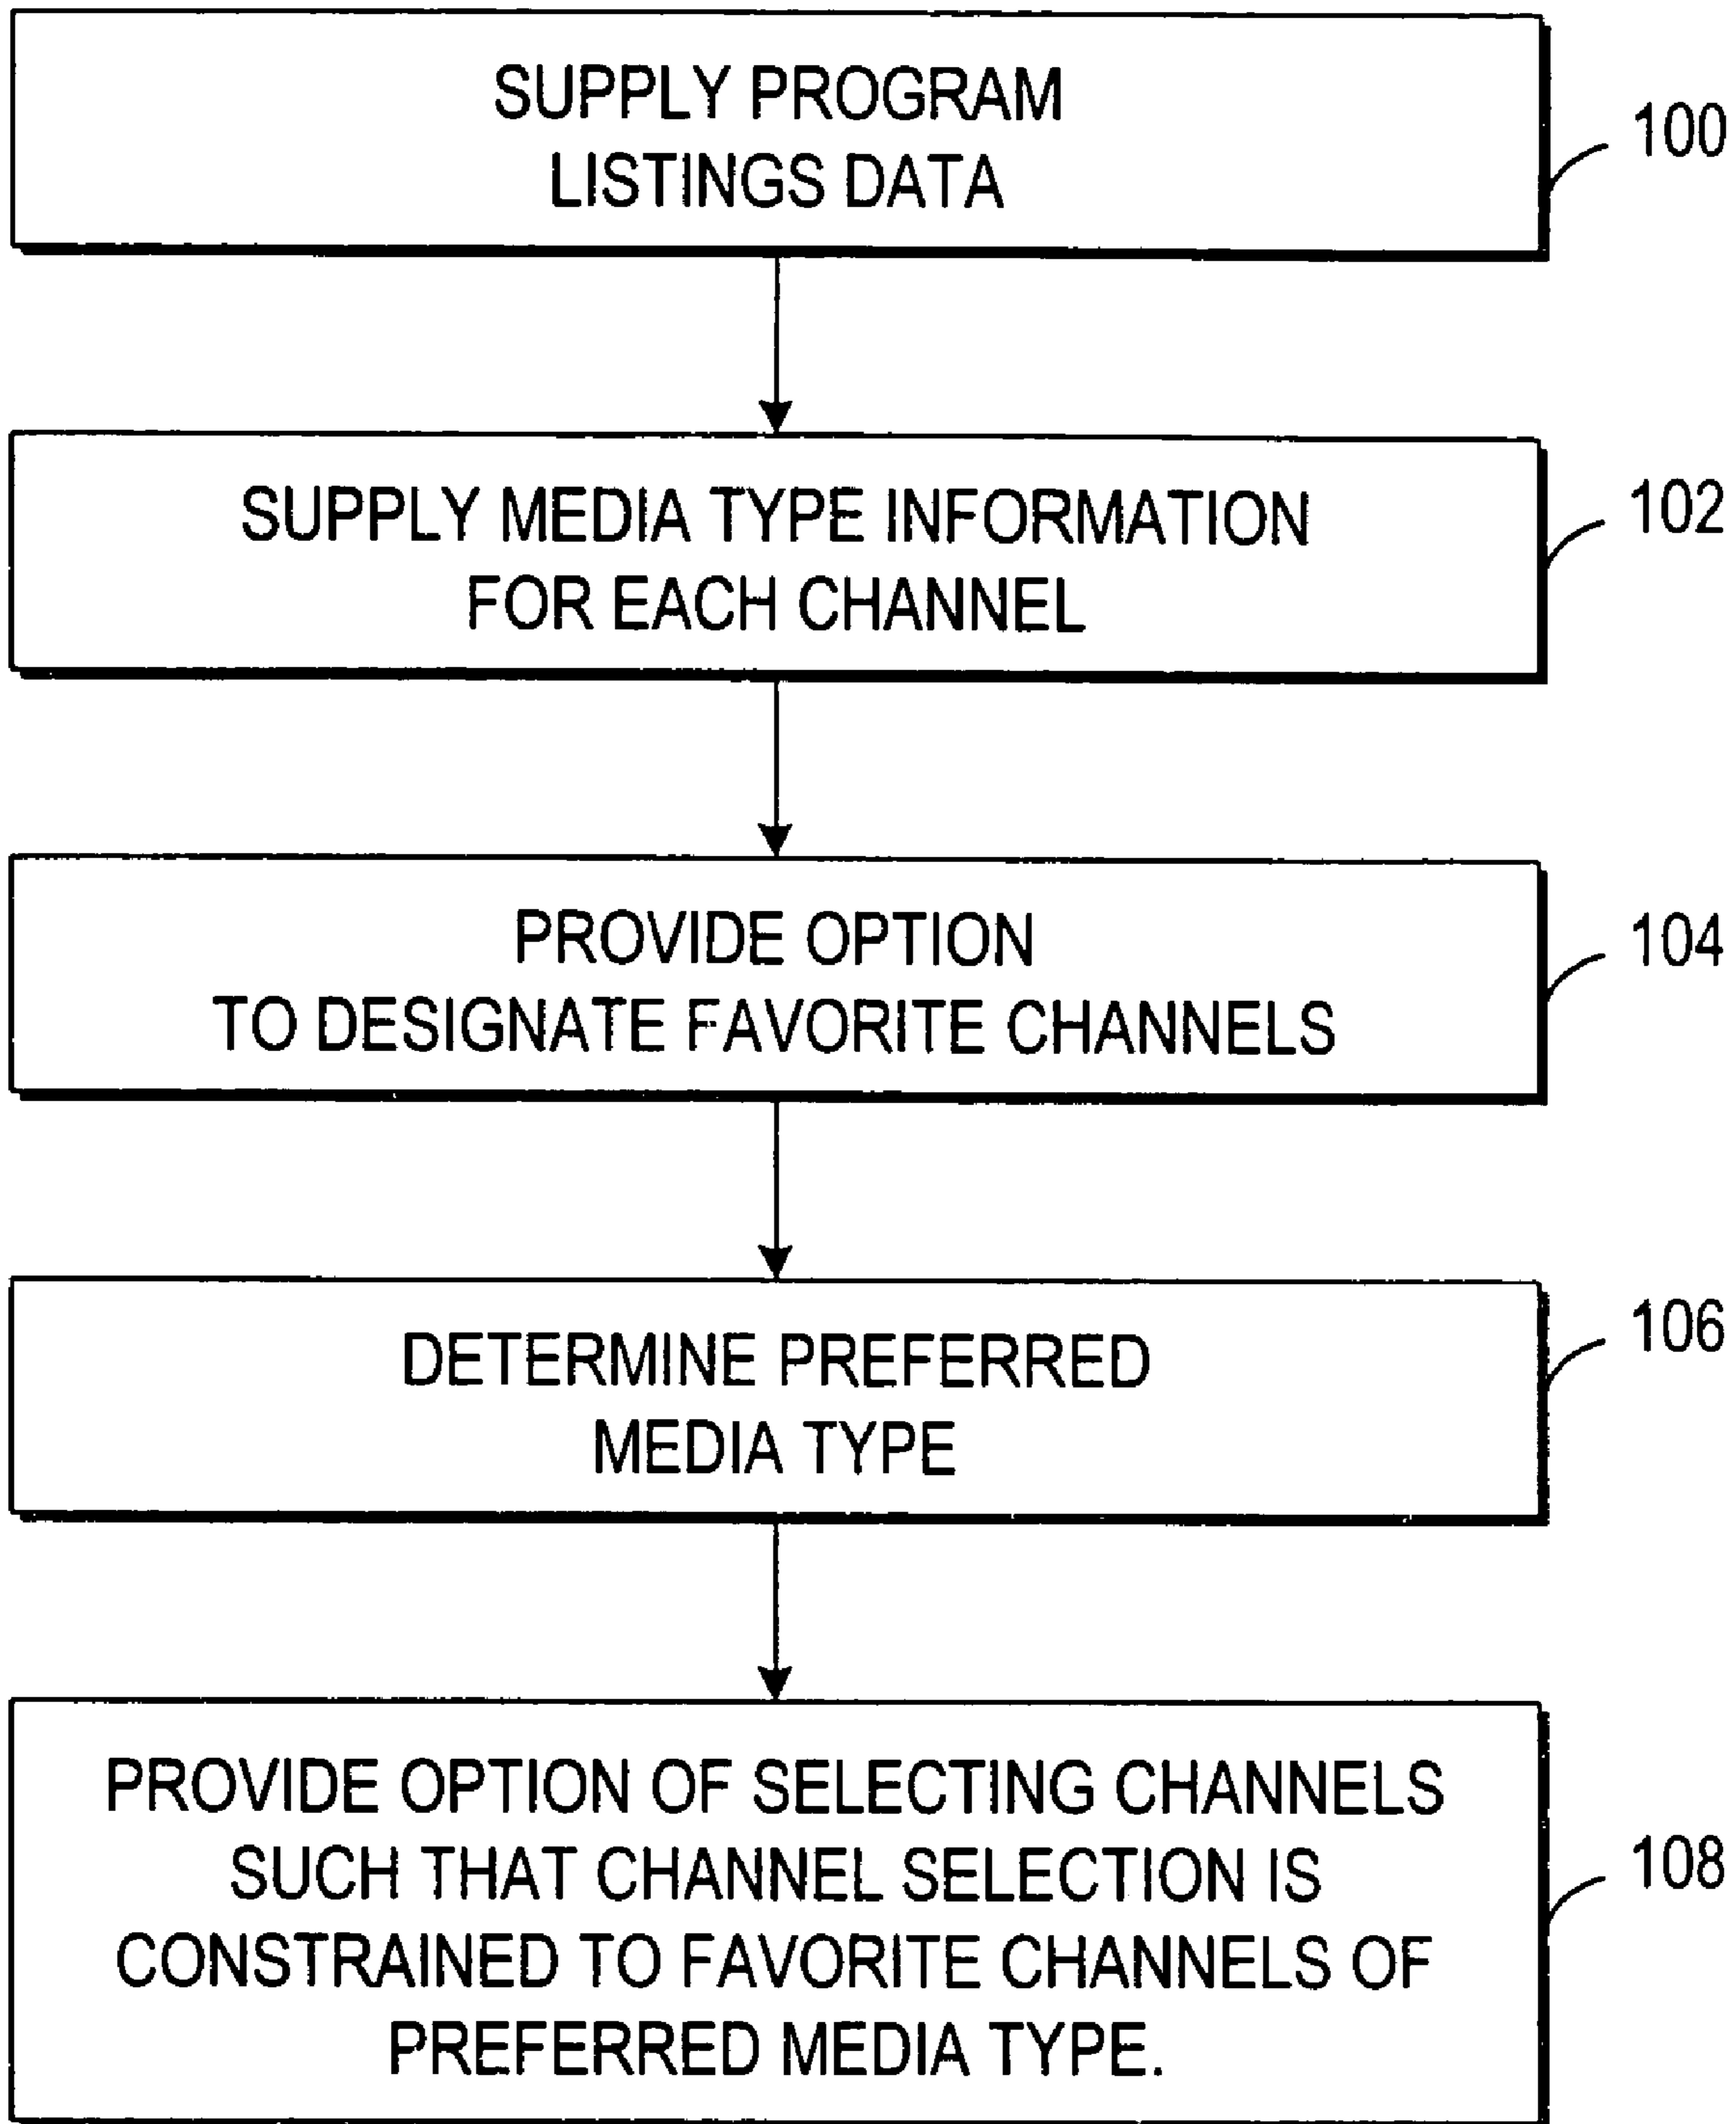 SUPPLY PROGRAM
LISTINGS DATA
100
SUPPLY MEDIA TYPE INFORMATION
FOR EACH CHANNEL
102
PROVIDE OPTION
TO DESIGNATE FAVORITE CHANNELS
104
DETERMINE PREFERRED
MEDIA TYPE
106
PROVIDE OPTION OF SELECTING CHANNELS
SUCH THAT CHANNEL SELECTION IS
CONSTRAINED TO FAVORITE CHANNELS OF
PREFERRED MEDIA TYPE.
108